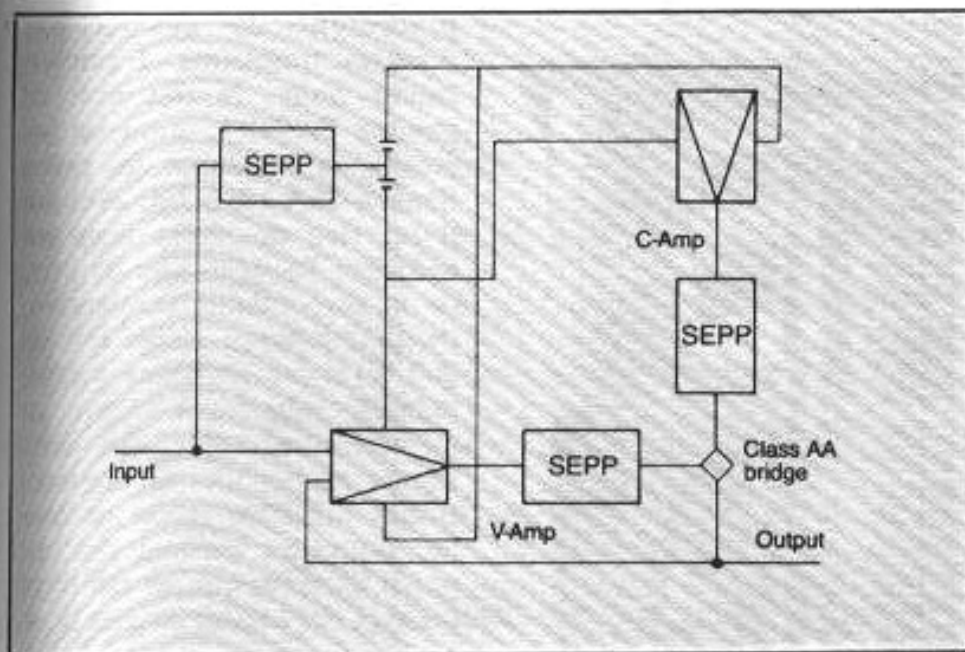 SEPP
C-Amp
SEPP
Input
SEPP
Class AA
bridge
V-Amp
Output